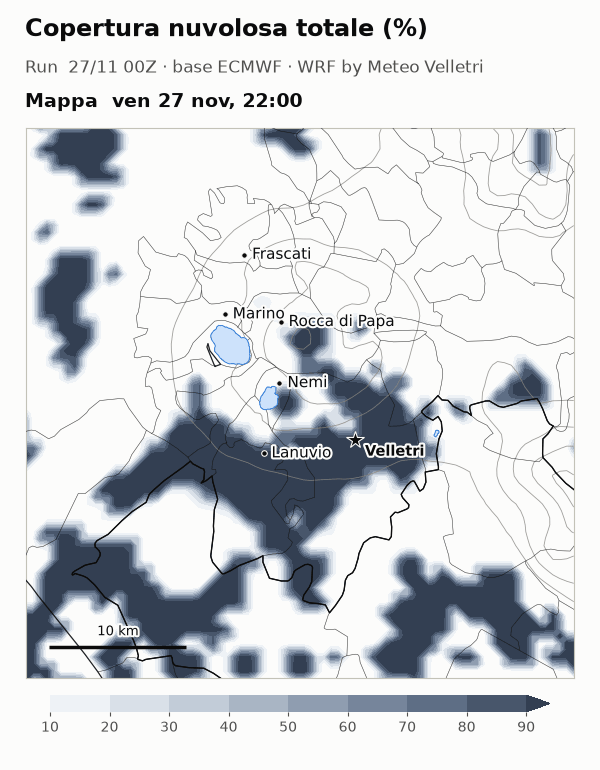 Copertura nuvolosa totale (%)
Run  27/11 00Z · base ECMWF · WRF by Meteo Velletri
Mappa  ven 27 nov, 22:00
Frascati
Marino
Rocca di Papa
Nemi
Velletri
Lanuvio
10 km
10 20 30 40 50 60 70 80 90